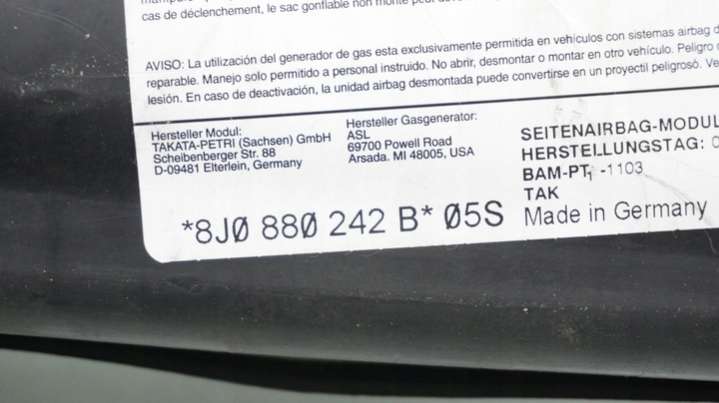 cas de déclenchement, le sac gonflable non monté peut
AVISO: La utilización del generador de gas esta exclusivamente permitida en vehículos con sistemas airbag d
reparable. Manejo solo permitido a personal instruido. No abrir, desmontar o montar en otro vehículo. Peligro
lesión. En caso de deactivación, la unidad airbag desmontada puede convertirse en un proyectil peligrosó. Ve
Hersteller Modul:
TAKATA-PETRI (Sachsen) GmbH
Scheibenberger Str. 88
D-09481 Elterlein, Germany
Hersteller Gasgenerator:
ASL
69700 Powell Road
Arsada. MI 48005, USA
SEITENAIRBAG-MODUL
HERSTELLUNGSTAG: 0
BAM-PT₁ -1103
TAK
Made in Germany
*8J0 880 242 B* 05S